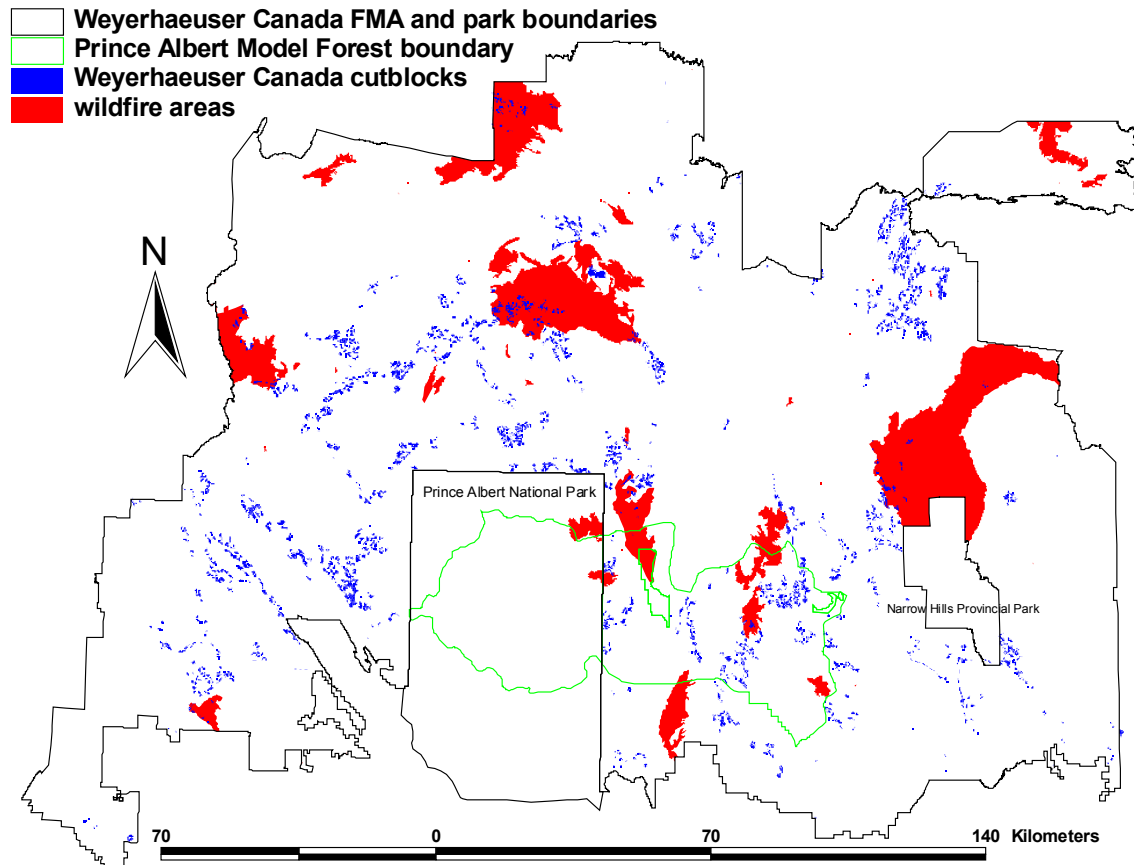 Weyerhaeuser Canada FMA and park boundaries
Prince Albert Model Forest boundary
Weyerhaeuser Canada cutblocks
wildfire areas
N
Prince Albert National Park
Narrow Hills Provincial Park
70 0 70 140 Kilometers